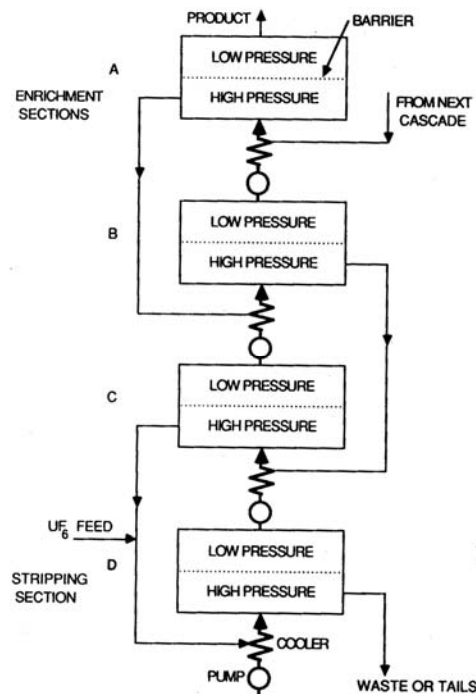 PRODUCT
BARRIER
A
LOW PRESSURE
HIGH PRESSURE
ENRICHMENT
SECTIONS
FROM NEXT
CASCADE
B
LOW PRESSURE
HIGH PRESSURE
C
LOW PRESSURE
HIGH PRESSURE
UF6 FEED
D
LOW PRESSURE
HIGH PRESSURE
STRIPPING
SECTION
COOLER
PUMP
WASTE OR TAILS